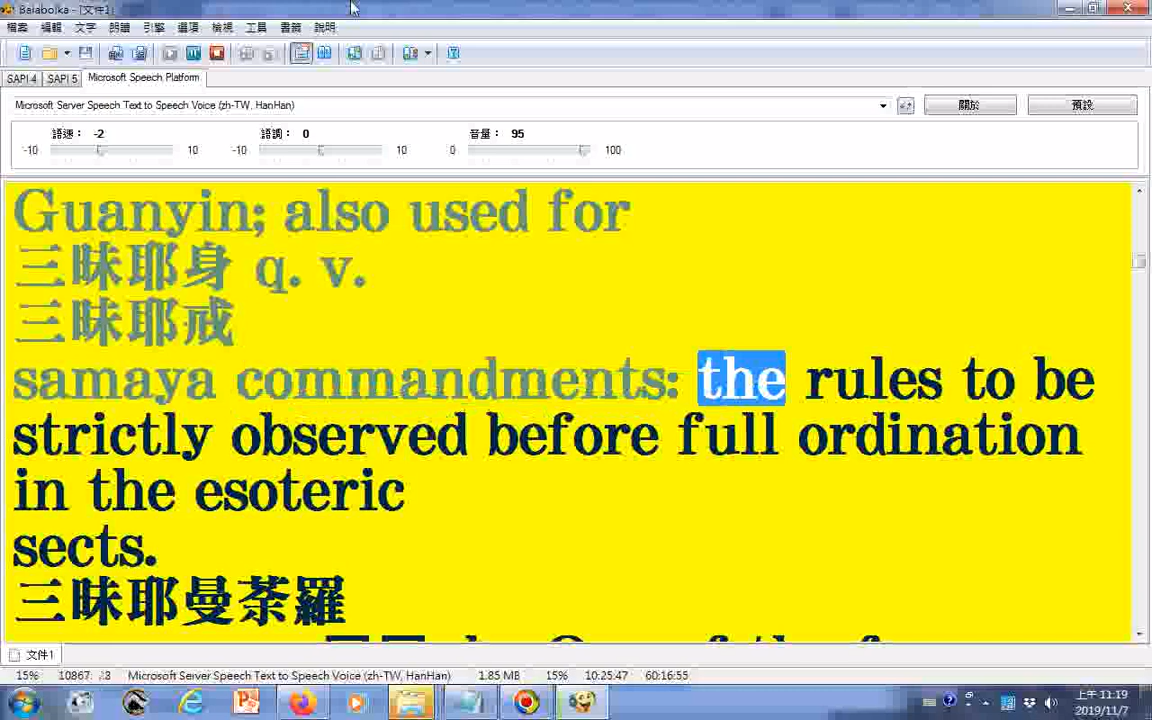 Balabolka - [文件1]
檔案 編輯 文字 朗讀 引擎 選項 檢視 工具 書籤 說明
SAPI 4 SAPI 5 Microsoft Speech Platform
Microsoft Server Speech Text to Speech Voice (zh-TW, HanHan) 關於 預設
語速： -2 語調： 0 音量： 95
-10 10 -10 10 0 100
Guanyin; also used for
三昧耶身 q. v.
三昧耶戒
samaya commandments: the rules to be
strictly observed before full ordination
in the esoteric
sects.
三昧耶曼荼羅
文件1
15% Microsoft Server Speech Text to Speech Voice (zh-TW, HanHan) 1.85 MB 15% 10:25:47 60:16:55
上午 11:19
2019/11/7